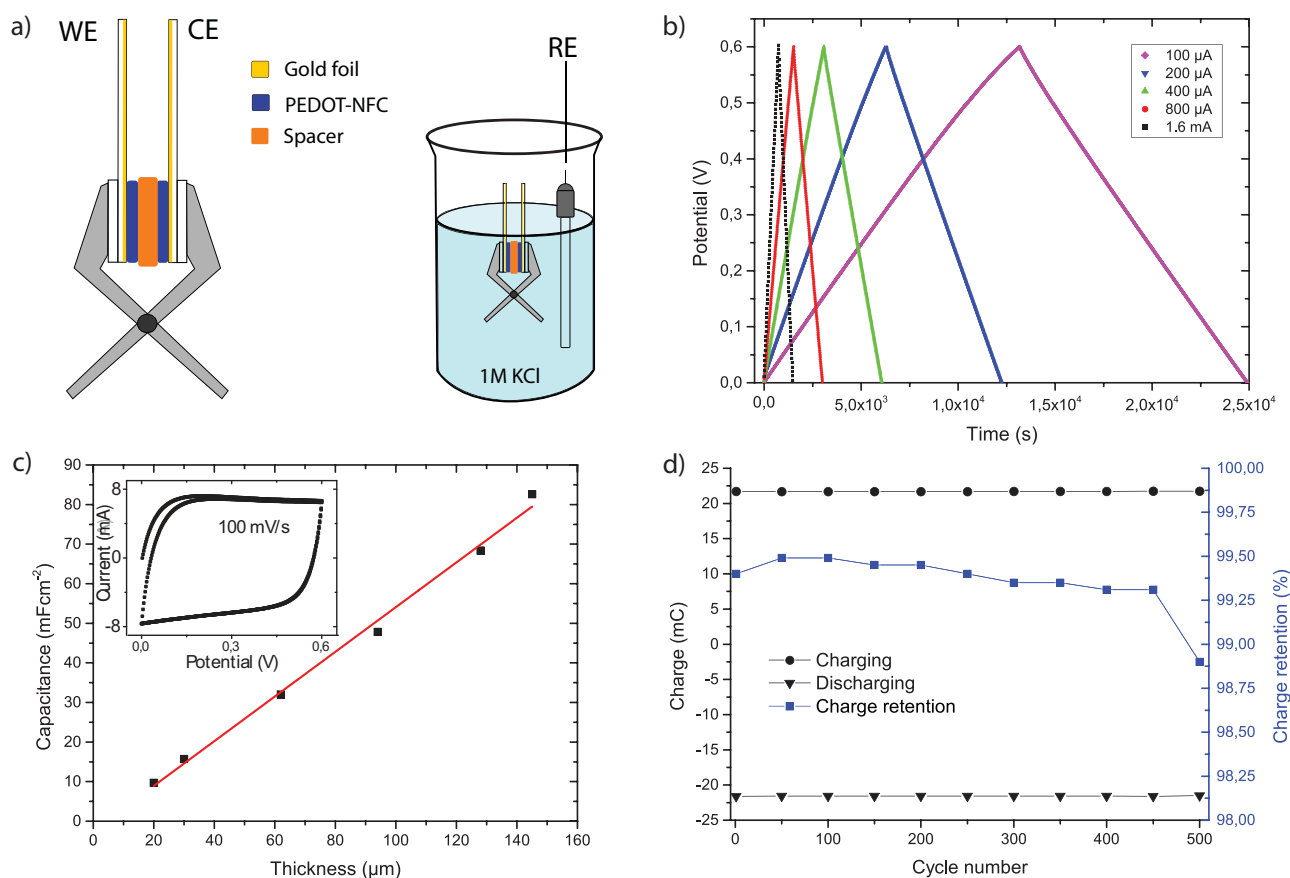 a)
WE
CE
Gold foil
PEDOT-NFC
Spacer
RE
1M KCl
b)
0,6
0,5
0,4
0,3
0,2
0,1
0,0
Potential (V)
100 µA
200 µA
400 µA
800 µA
1.6 mA
0,0
5,0x10³
1,0x10⁴
1,5x10⁴
2,0x10⁴
2,5x10⁴
Time (s)
c)
90
80
70
60
50
40
30
20
10
0
Capacitance (mFcm⁻²)
8
0
-8
Current (mA)
100 mV/s
0,0
0,3
0,6
Potential (V)
0
20
40
60
80
100
120
140
160
Thickness (µm)
d)
25
20
15
10
5
0
-5
-10
-15
-20
-25
Charge (mC)
Charging
Discharging
Charge retention
100,00
99,75
99,50
99,25
99,00
98,75
98,50
98,25
98,00
Charge retention (%)
0
100
200
300
400
500
Cycle number